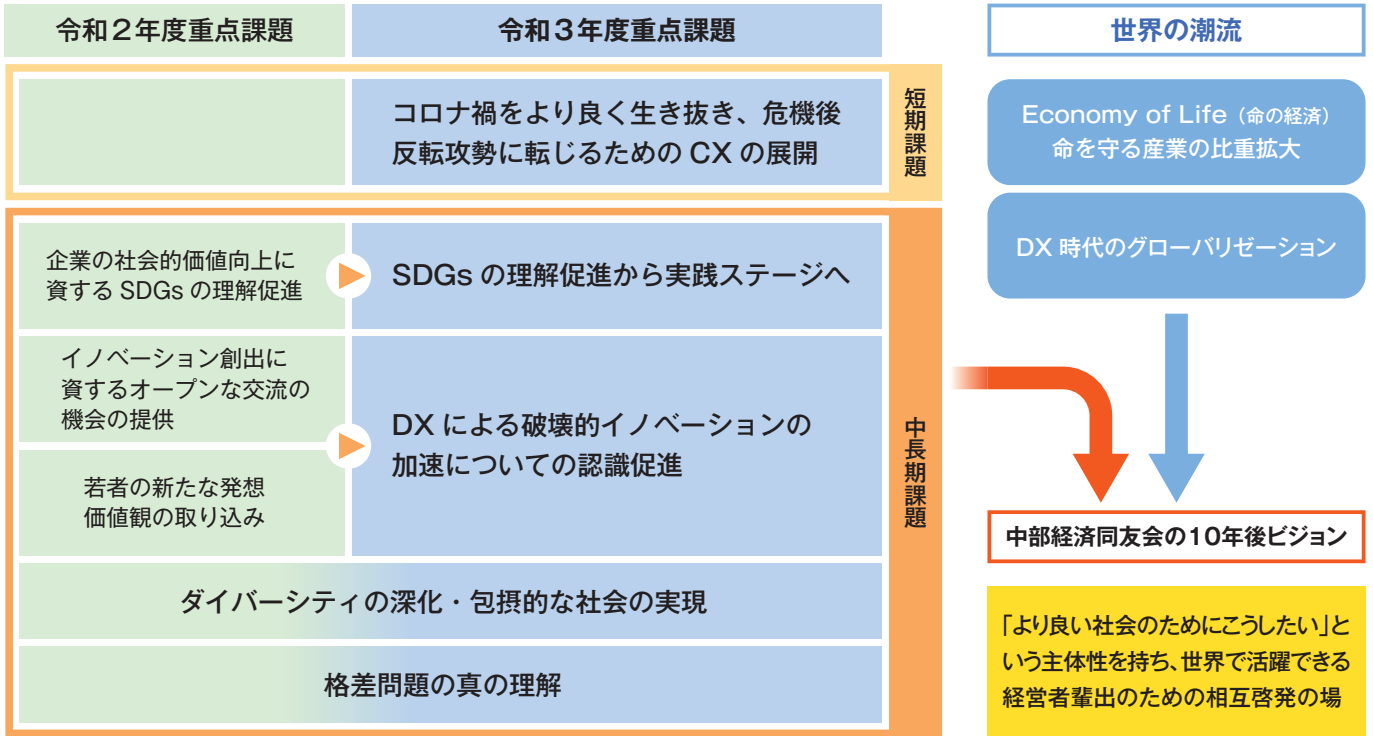 令和2年度重点課題
令和3年度重点課題
コロナ禍をより良く生き抜き、危機後
反転攻勢に転じるための CX の展開
短期課題
企業の社会的価値向上に
資する SDGs の理解促進
SDGs の理解促進から実践ステージへ
イノベーション創出に
資するオープンな交流の
機会の提供
若者の新たな発想
価値観の取り込み
DX による破壊的イノベーションの
加速についての認識促進
ダイバーシティの深化・包摂的な社会の実現
格差問題の真の理解
中長期課題
世界の潮流
Economy of Life（命の経済）
命を守る産業の比重拡大
DX 時代のグローバリゼーション
中部経済同友会の10年後ビジョン
「より良い社会のためにこうしたい」と
いう主体性を持ち、世界で活躍できる
経営者輩出のための相互啓発の場